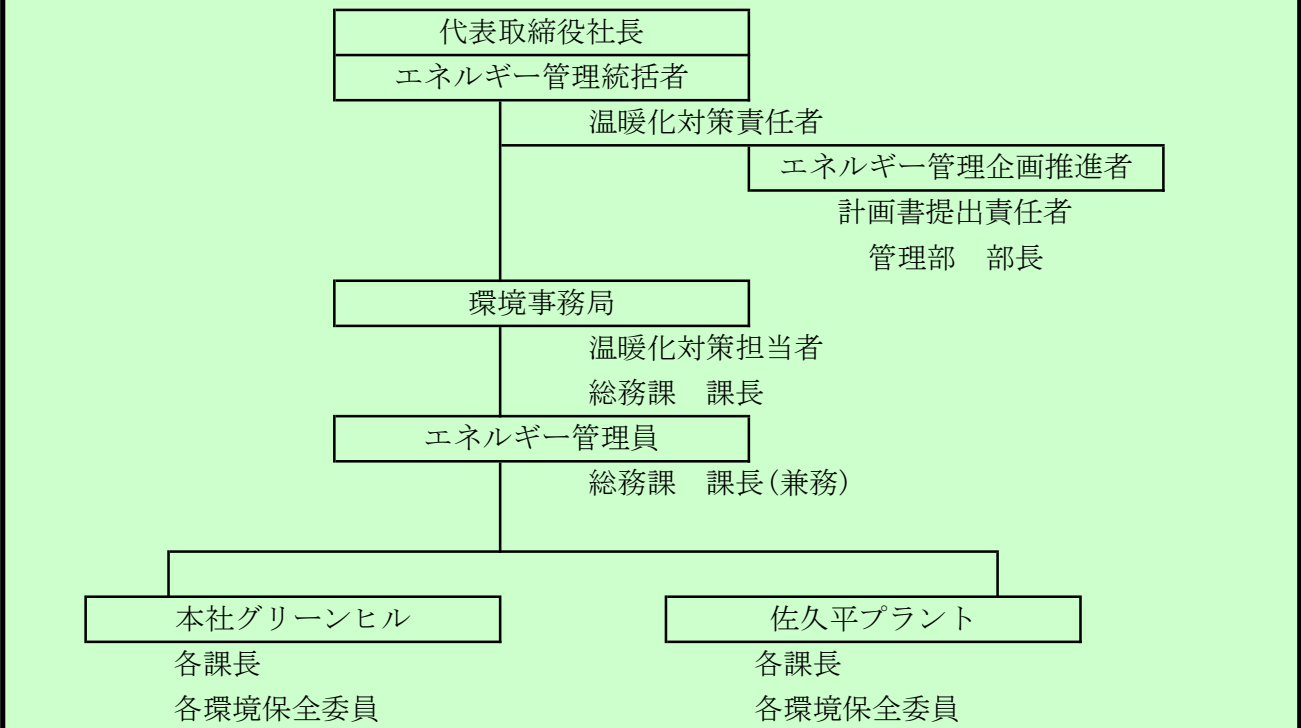 代表取締役社長
エネルギー管理統括者
温暖化対策責任者
エネルギー管理企画推進者
計画書提出責任者
管理部　部長
環境事務局
温暖化対策担当者
総務課　課長
エネルギー管理員
総務課　課長(兼務)
本社グリーンヒル
各課長
各環境保全委員
佐久平プラント
各課長
各環境保全委員